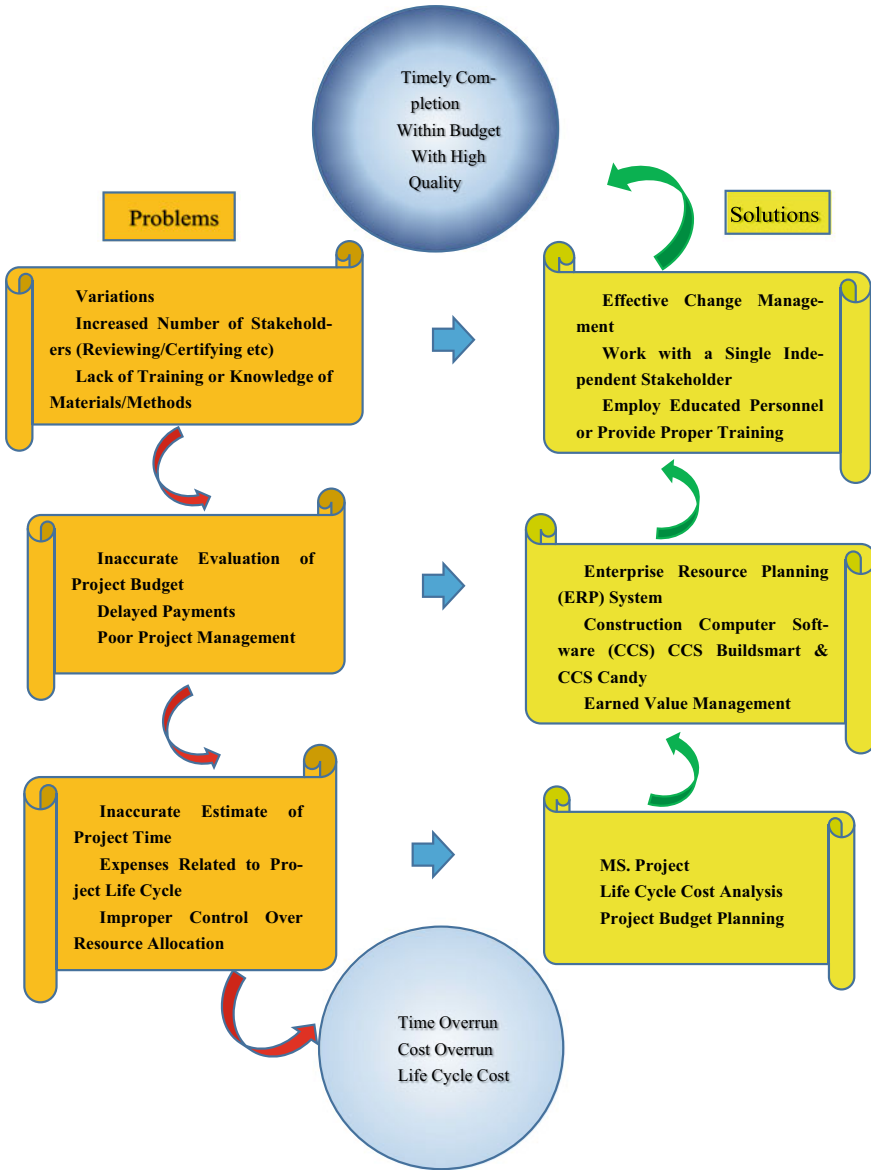 Timely Com-
pletion
Within Budget
With High
Quality
Problems
Solutions
Variations
Increased Number of Stakehold-
ers (Reviewing/Certifying etc)
Lack of Training or Knowledge of
Materials/Methods
Effective Change Manage-
ment
Work with a Single Inde-
pendent Stakeholder
Employ Educated Personnel
or Provide Proper Training
Inaccurate Evaluation of
Project Budget
Delayed Payments
Poor Project Management
Enterprise Resource Planning
(ERP) System
Construction Computer Soft-
ware (CCS) CCS Buildsmart &
CCS Candy
Earned Value Management
Inaccurate Estimate of
Project Time
Expenses Related to Pro-
ject Life Cycle
Improper Control Over
Resource Allocation
MS. Project
Life Cycle Cost Analysis
Project Budget Planning
Time Overrun
Cost Overrun
Life Cycle Cost